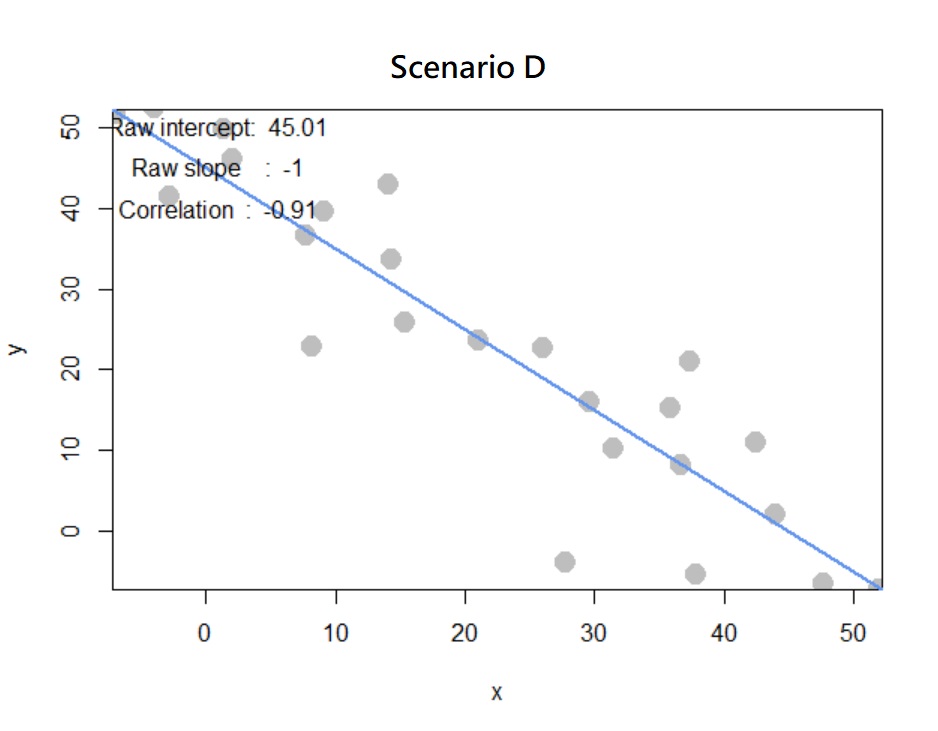 Scenario D
Raw intercept: 45.01
Raw slope : -1
Correlation : -0.91
50
40
30
20
10
0
y
0 10 20 30 40 50
x